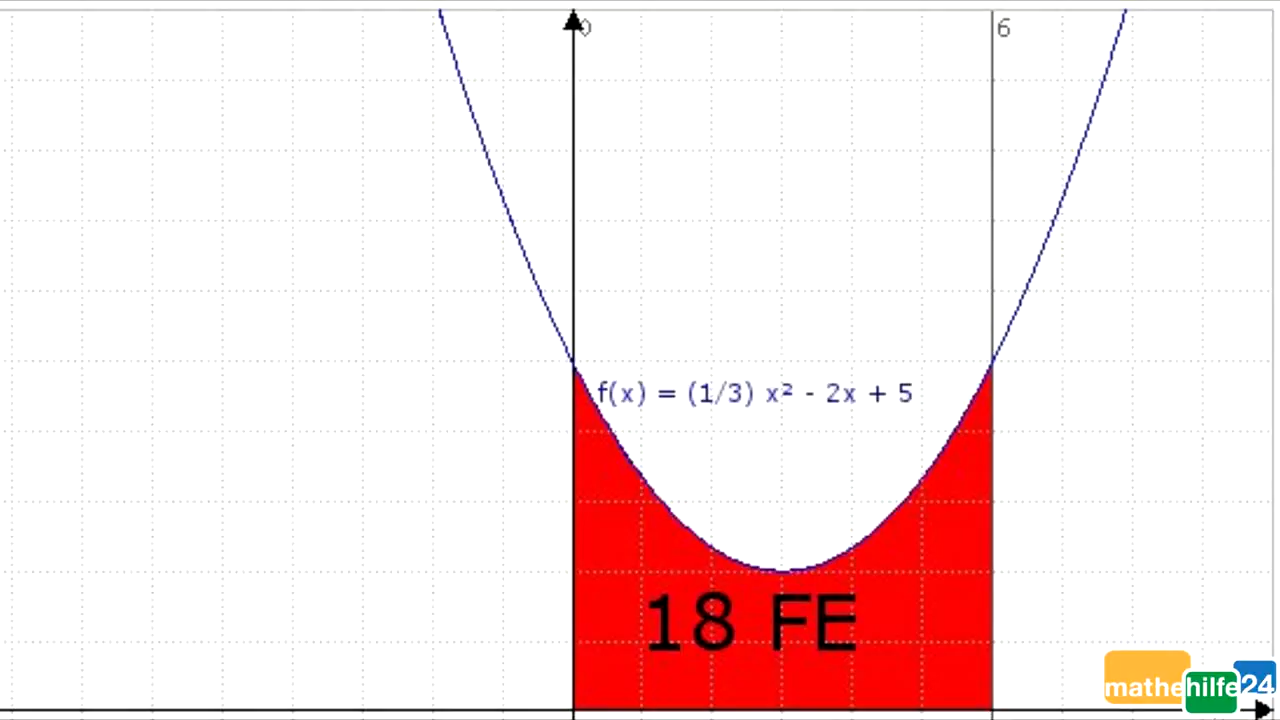 0
6
f(x) = (1/3) x² - 2x + 5
18 FE
mathehilfe24